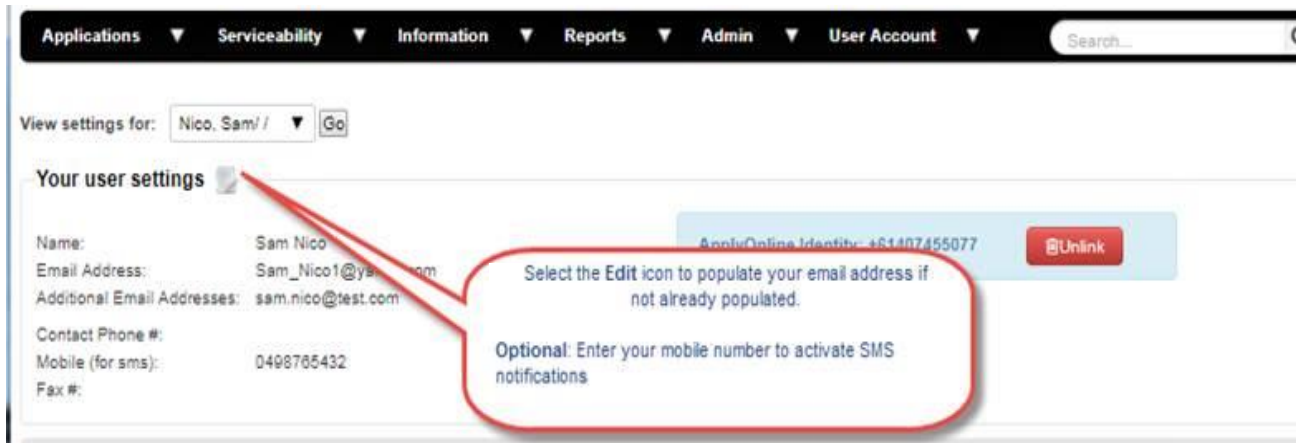 Applications ▼ Serviceability ▼ Information ▼ Reports ▼ Admin ▼ User Account ▼ Search...
View settings for: Nico, Sam/ / ▼ Go
Your user settings
Name: Sam Nico
ApplyOnline Identity: +61407455077 Unlink
Email Address:
Additional Email Addresses: sam.nico@test.com
Contact Phone #:
Mobile (for sms): 0498765432
Fax #:
Select the Edit icon to populate your email address if
not already populated.
Optional: Enter your mobile number to activate SMS
notifications